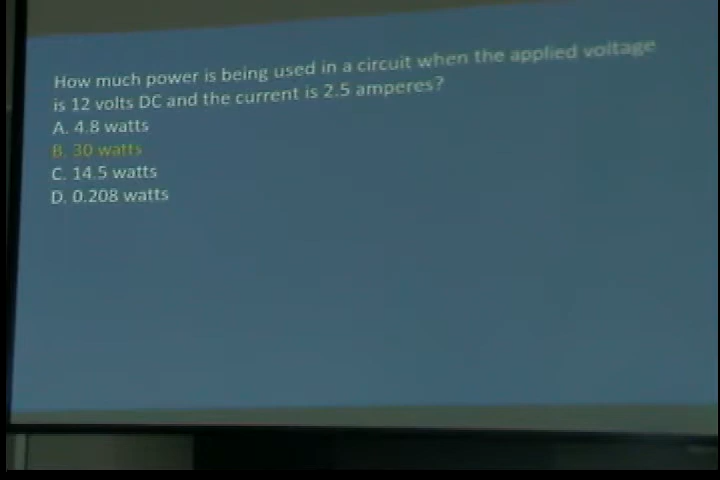 How much power is being used in a circuit when the applied voltage
is 12 volts DC and the current is 2.5 amperes?
A. 4.8 watts
B. 30 watts
C. 14.5 watts
D. 0.208 watts